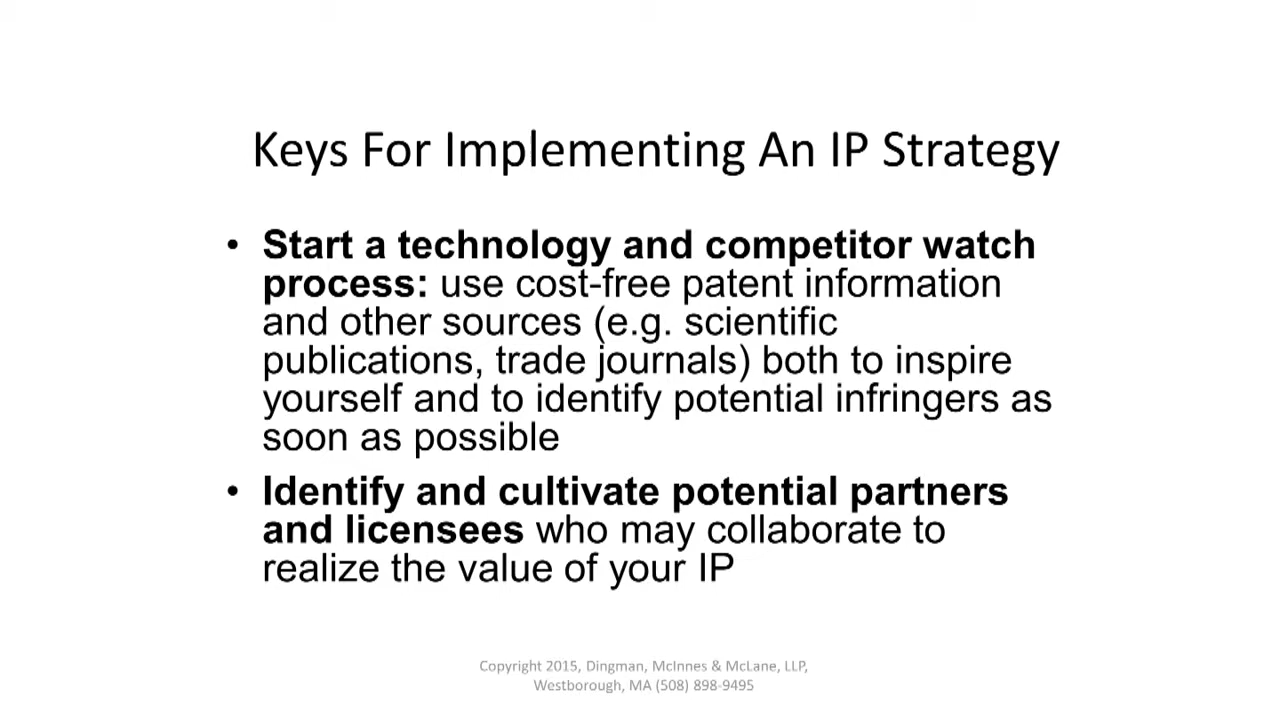 Keys For Implementing An IP Strategy
• Start a technology and competitor watch
process: use cost-free patent information
and other sources (e.g. scientific
publications, trade journals) both to inspire
yourself and to identify potential infringers as
soon as possible
• Identify and cultivate potential partners
and licensees who may collaborate to
realize the value of your IP
Copyright 2015, Dingman, McInnes & McLane, LLP,
Westborough, MA (508) 898-9495